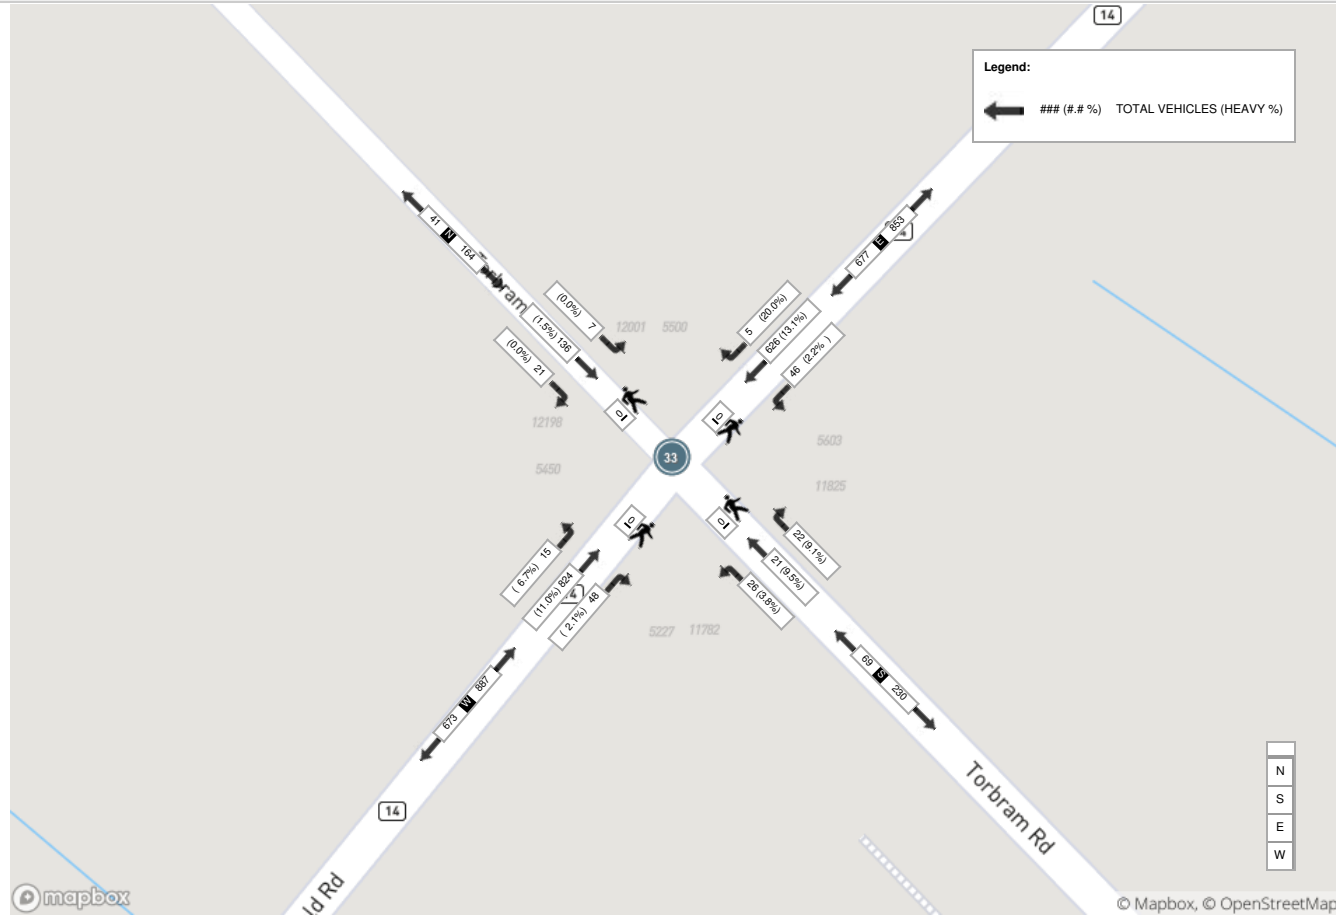 14
Legend:
### (#.# %) TOTAL VEHICLES (HEAVY %)
41 N 164
677 E 853
Torbram
(0.0%) 7
(1.5%) 136
(0.0%) 21
5 (20.0%)
626 (13.1%)
46 (2.2% )
12001 5500
12198
5450
5603
11825
0
0
33
0
0
( 6.7%) 15
(11.0%) 824
( 2.1%) 48
22 (9.1%)
21 (9.5%)
26 (3.8%)
5227 11782
673 W 887
69 S 230
14
Torbram Rd
ld Rd
N
S
E
W
mapbox
© Mapbox, © OpenStreetMap